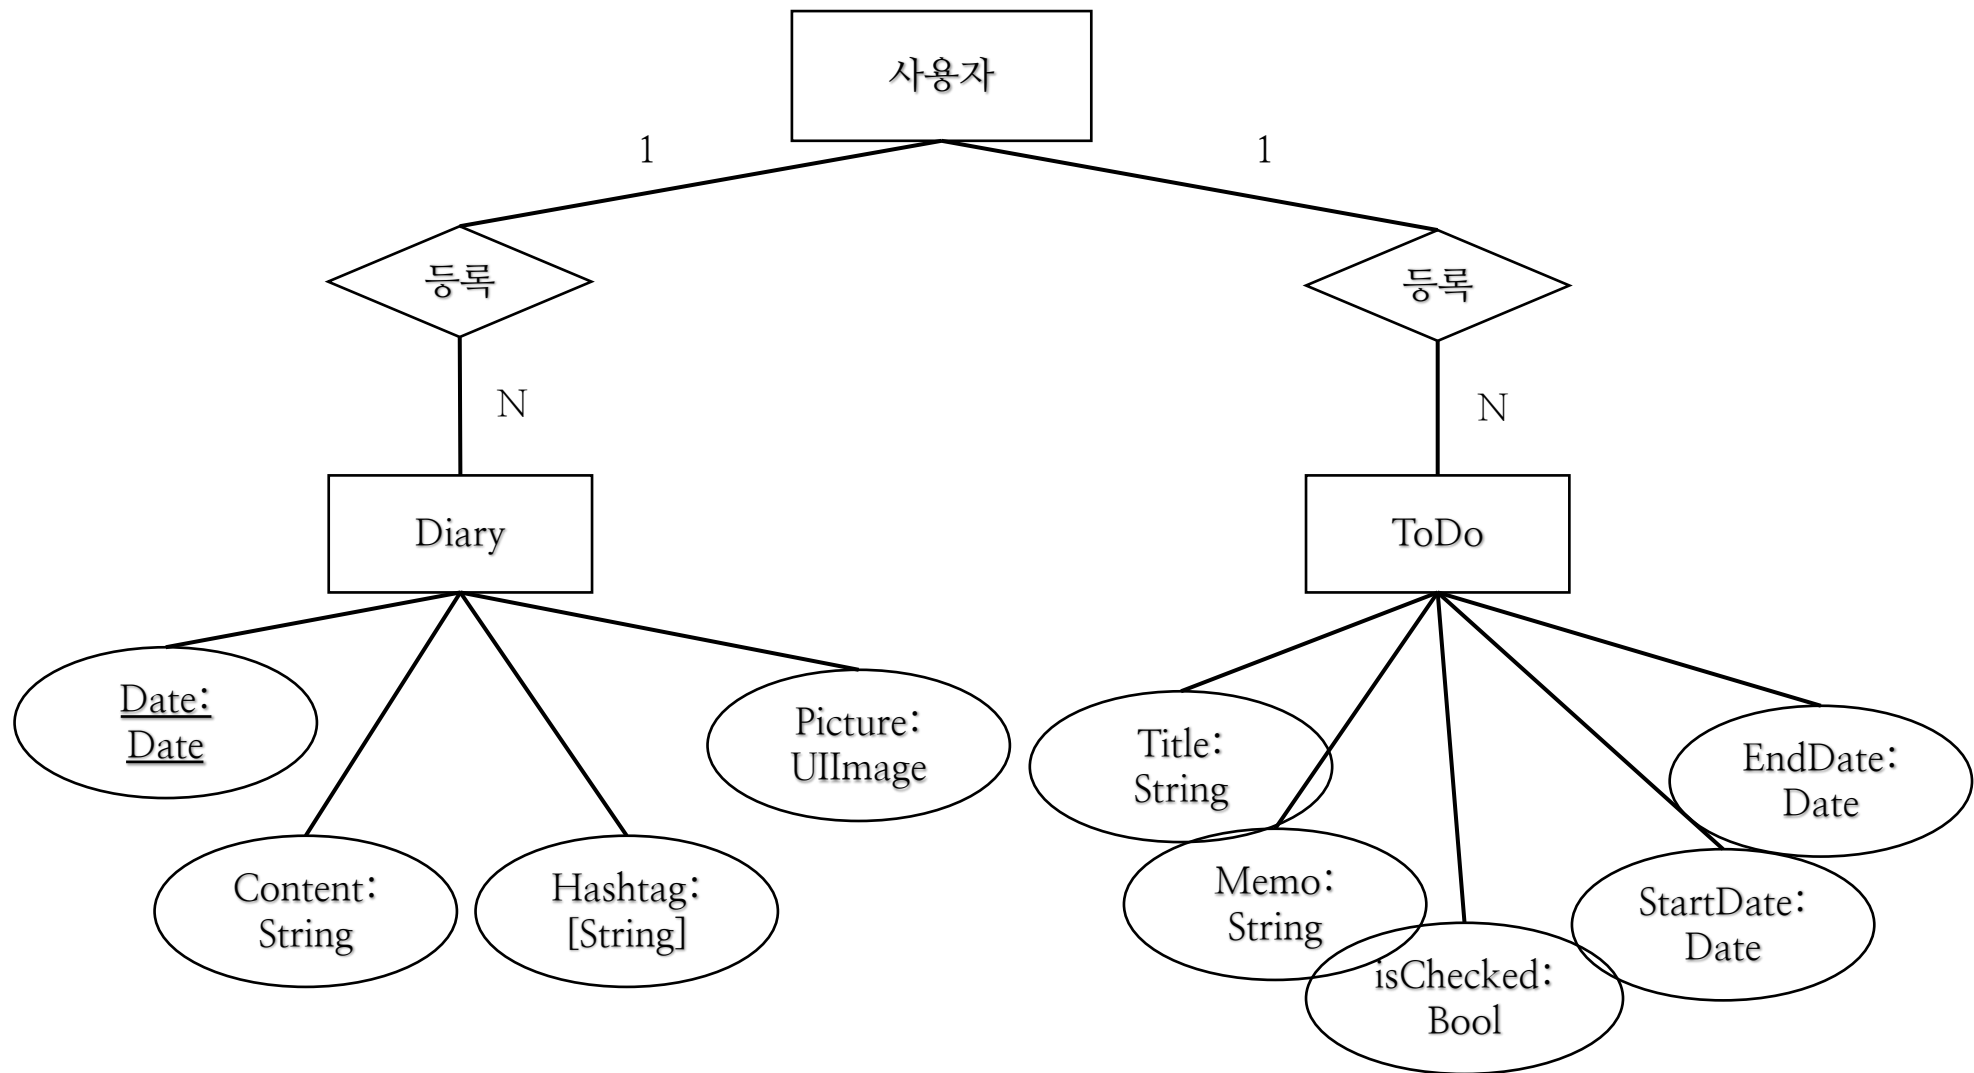 사용자
1
1
등록
등록
N
N
Diary
ToDo
Date:
Date
Content:
String
Hashtag:
[String]
Picture:
UIImage
Title:
String
Memo:
String
isChecked:
Bool
StartDate:
Date
EndDate:
Date